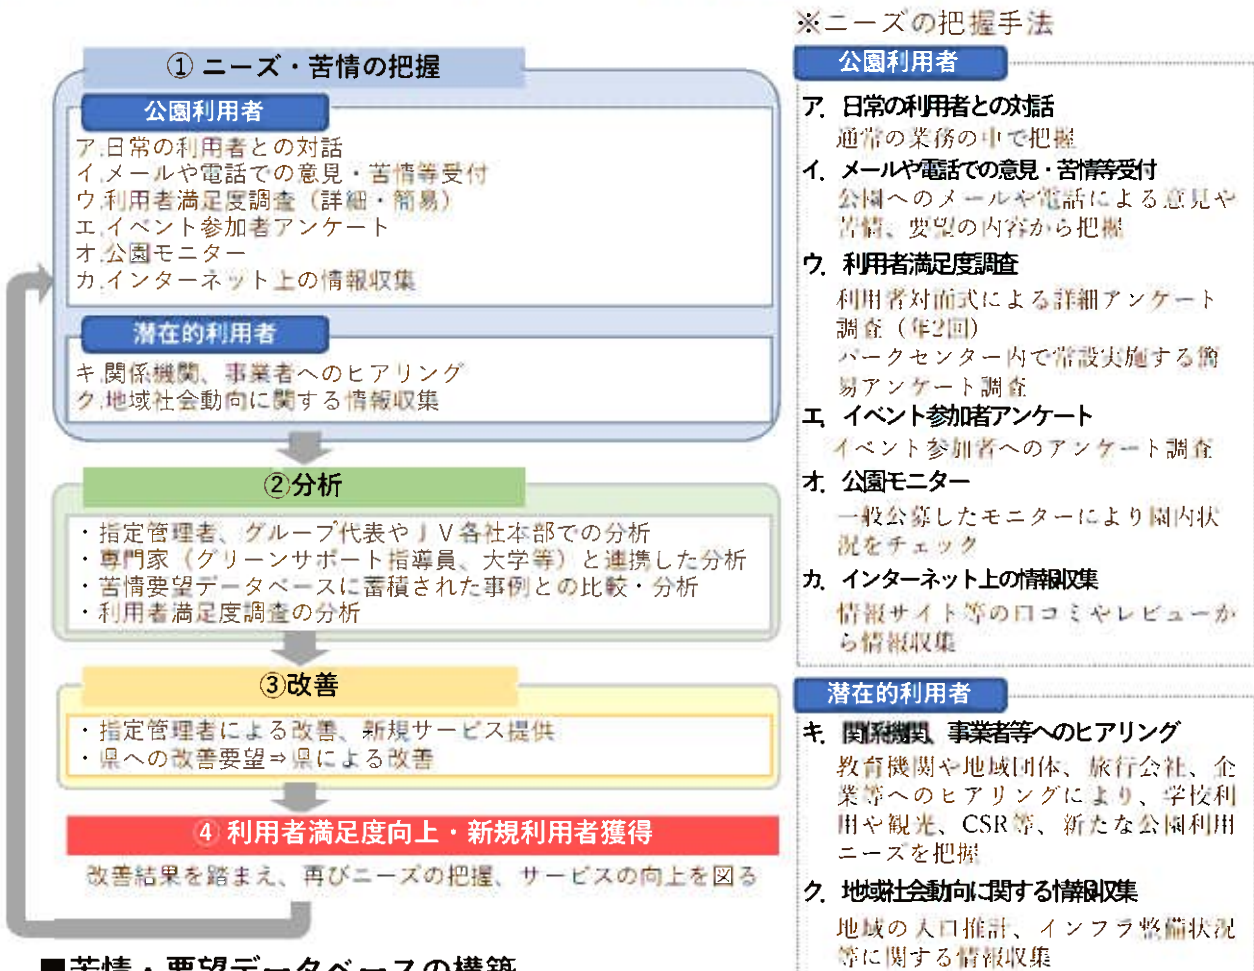 ① ニーズ・苦情の把握
公園利用者
ア.日常の利用者との対話
イ.メールや電話での意見・苦情等受付
ウ.利用者満足度調査（詳細・簡易）
エ.イベント参加者アンケート
オ.公園モニター
カ.インターネット上の情報収集
潜在的利用者
キ.関係機関、事業者へのヒアリング
ク.地域社会動向に関する情報収集
②分析
・指定管理者、グループ代表やＪＶ各社本部での分析
・専門家（グリーンサポート指導員、大学等）と連携した分析
・苦情要望データベースに蓄積された事例との比較・分析
・利用者満足度調査の分析
③改善
・指定管理者による改善、新規サービス提供
・県への改善要望⇒県による改善
④ 利用者満足度向上・新規利用者獲得
改善結果を踏まえ、再びニーズの把握、サービスの向上を図る
■苦情・要望データベースの構築
※ニーズの把握手法
公園利用者
ア. 日常の利用者との対話
通常の業務の中で把握
イ. メールや電話での意見・苦情等受付
公園へのメールや電話による意見や
苦情、要望の内容から把握
ウ. 利用者満足度調査
利用者対面式による詳細アンケート
調査（年2回）
パークセンター内で常設実施する簡
易アンケート調査
エ. イベント参加者アンケート
イベント参加者へのアンケート調査
オ. 公園モニター
一般公募したモニターにより園内状
況をチェック
カ. インターネット上の情報収集
情報サイト等の口コミやレビューか
ら情報収集
潜在的利用者
キ. 関係機関、事業者等へのヒアリング
教育機関や地域団体、旅行会社、企
業等へのヒアリングにより、学校利
用や観光、CSR等、新たな公園利用
ニーズを把握
ク. 地域社会動向に関する情報収集
地域の人口推計、インフラ整備状況
等に関する情報収集